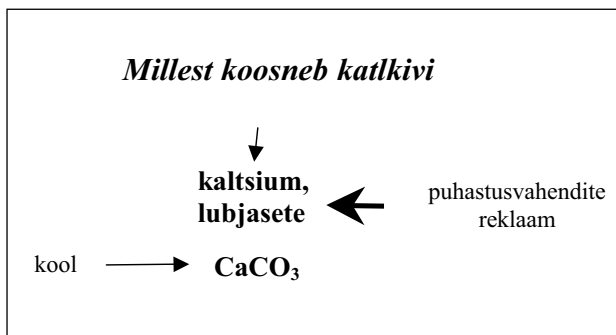 Millest koosneb katlkivi
kaltsium,
lubjasete
puhastusvahendite
reklaam
kool
CaCO₃